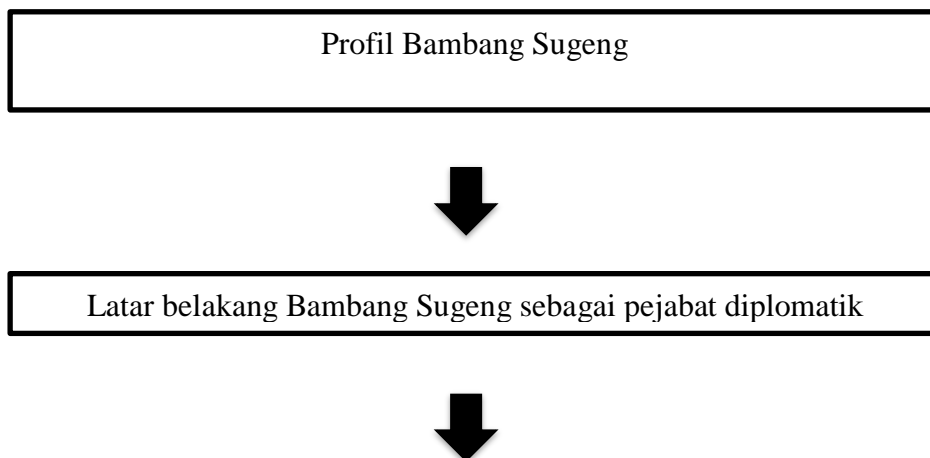 Profil Bambang Sugeng
Latar belakang Bambang Sugeng sebagai pejabat diplomatik